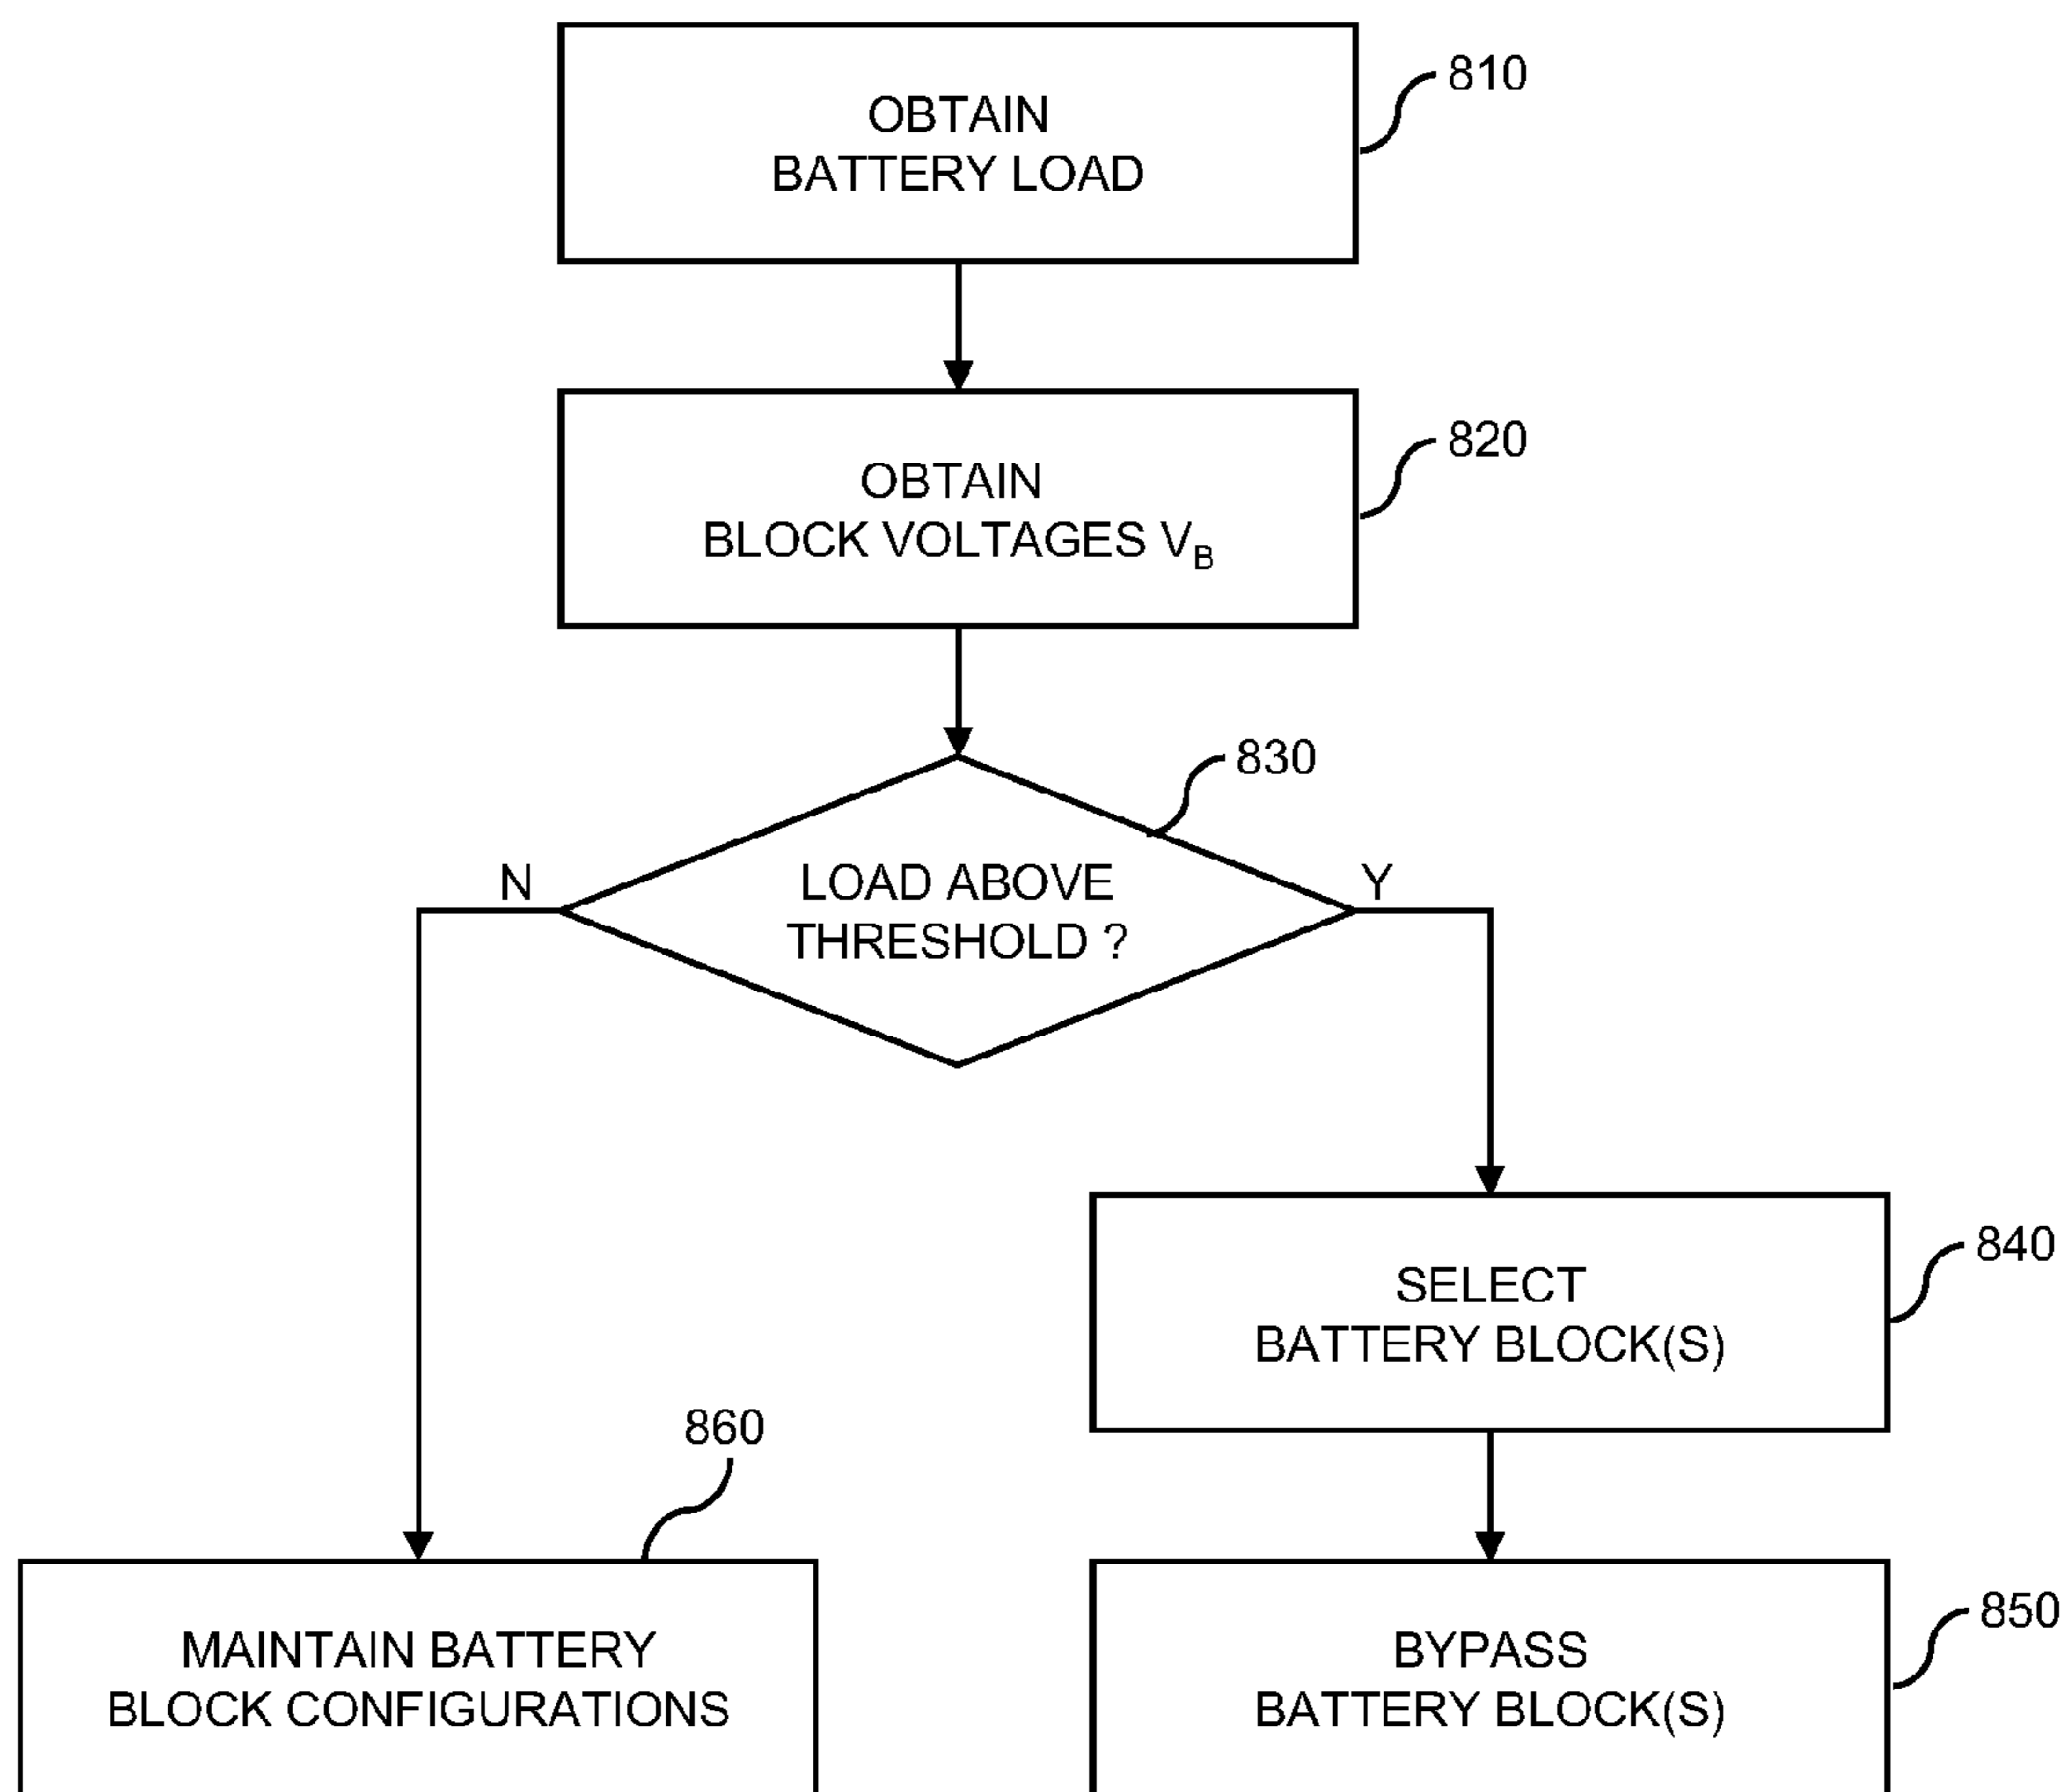 OBTAIN
BATTERY LOAD
810
OBTAIN
BLOCK VOLTAGES VB
820
830
N
LOAD ABOVE
THRESHOLD ?
Y
SELECT
BATTERY BLOCK(S)
840
860
MAINTAIN BATTERY
BLOCK CONFIGURATIONS
BYPASS
BATTERY BLOCK(S)
850